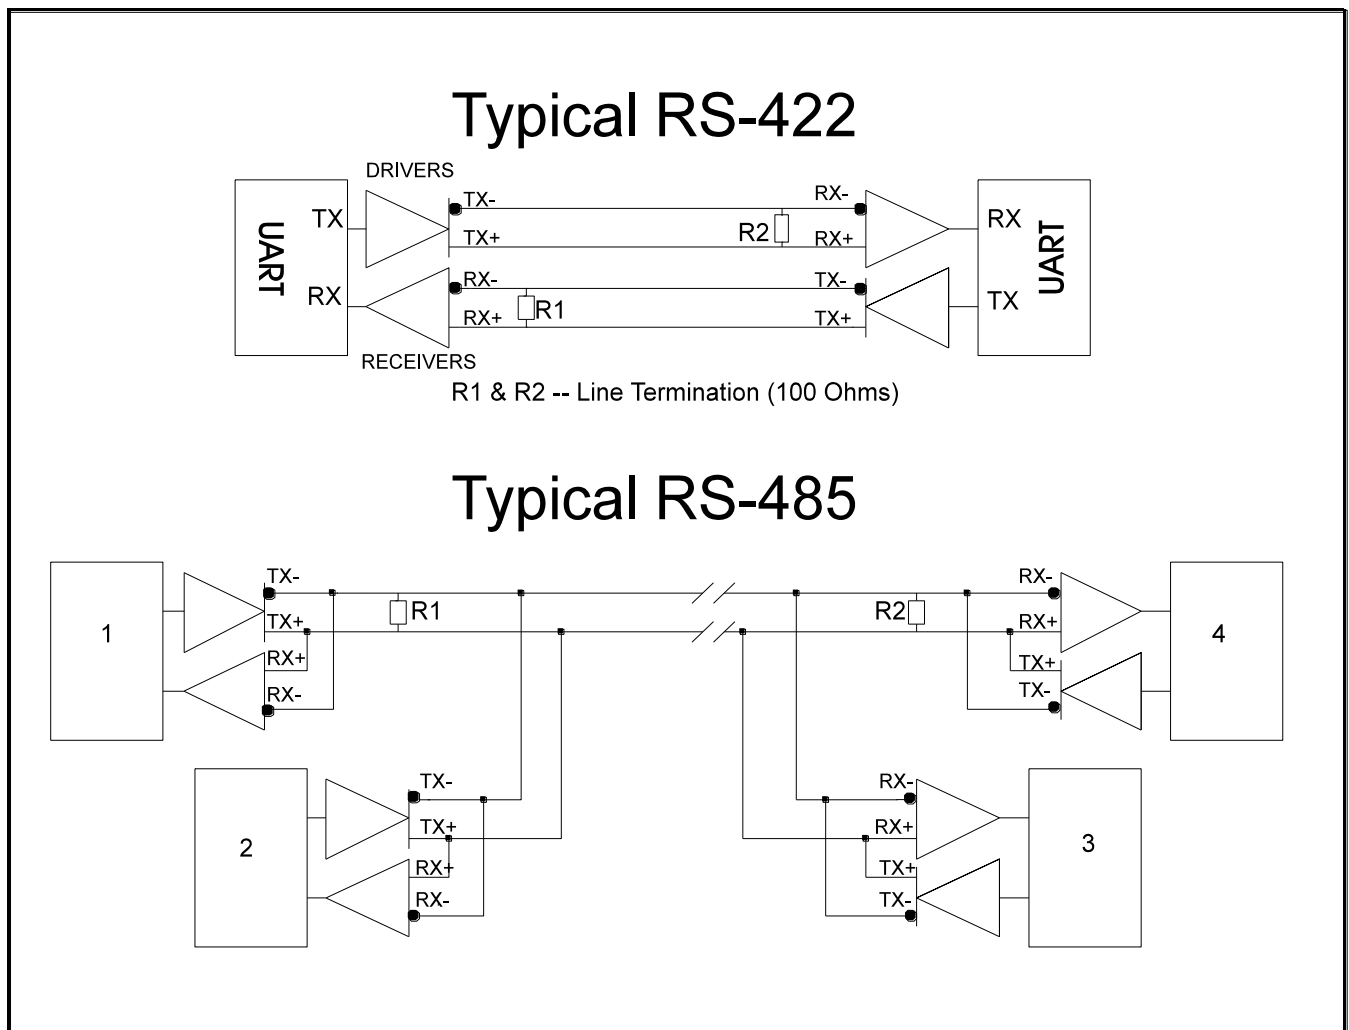 Typical RS-422
DRIVERS
TX-
RX-
TX
RX
UART
R2
UART
TX+
RX+
RX-
TX-
RX
R1
TX
RX+
TX+
RECEIVERS
R1 & R2 -- Line Termination (100 Ohms)
Typical RS-485
TX-
RX-
R1
R2
1
TX+
RX+
4
RX+
TX+
RX-
TX-
TX-
RX-
2
TX+
RX+
3
RX+
TX+
RX-
TX-